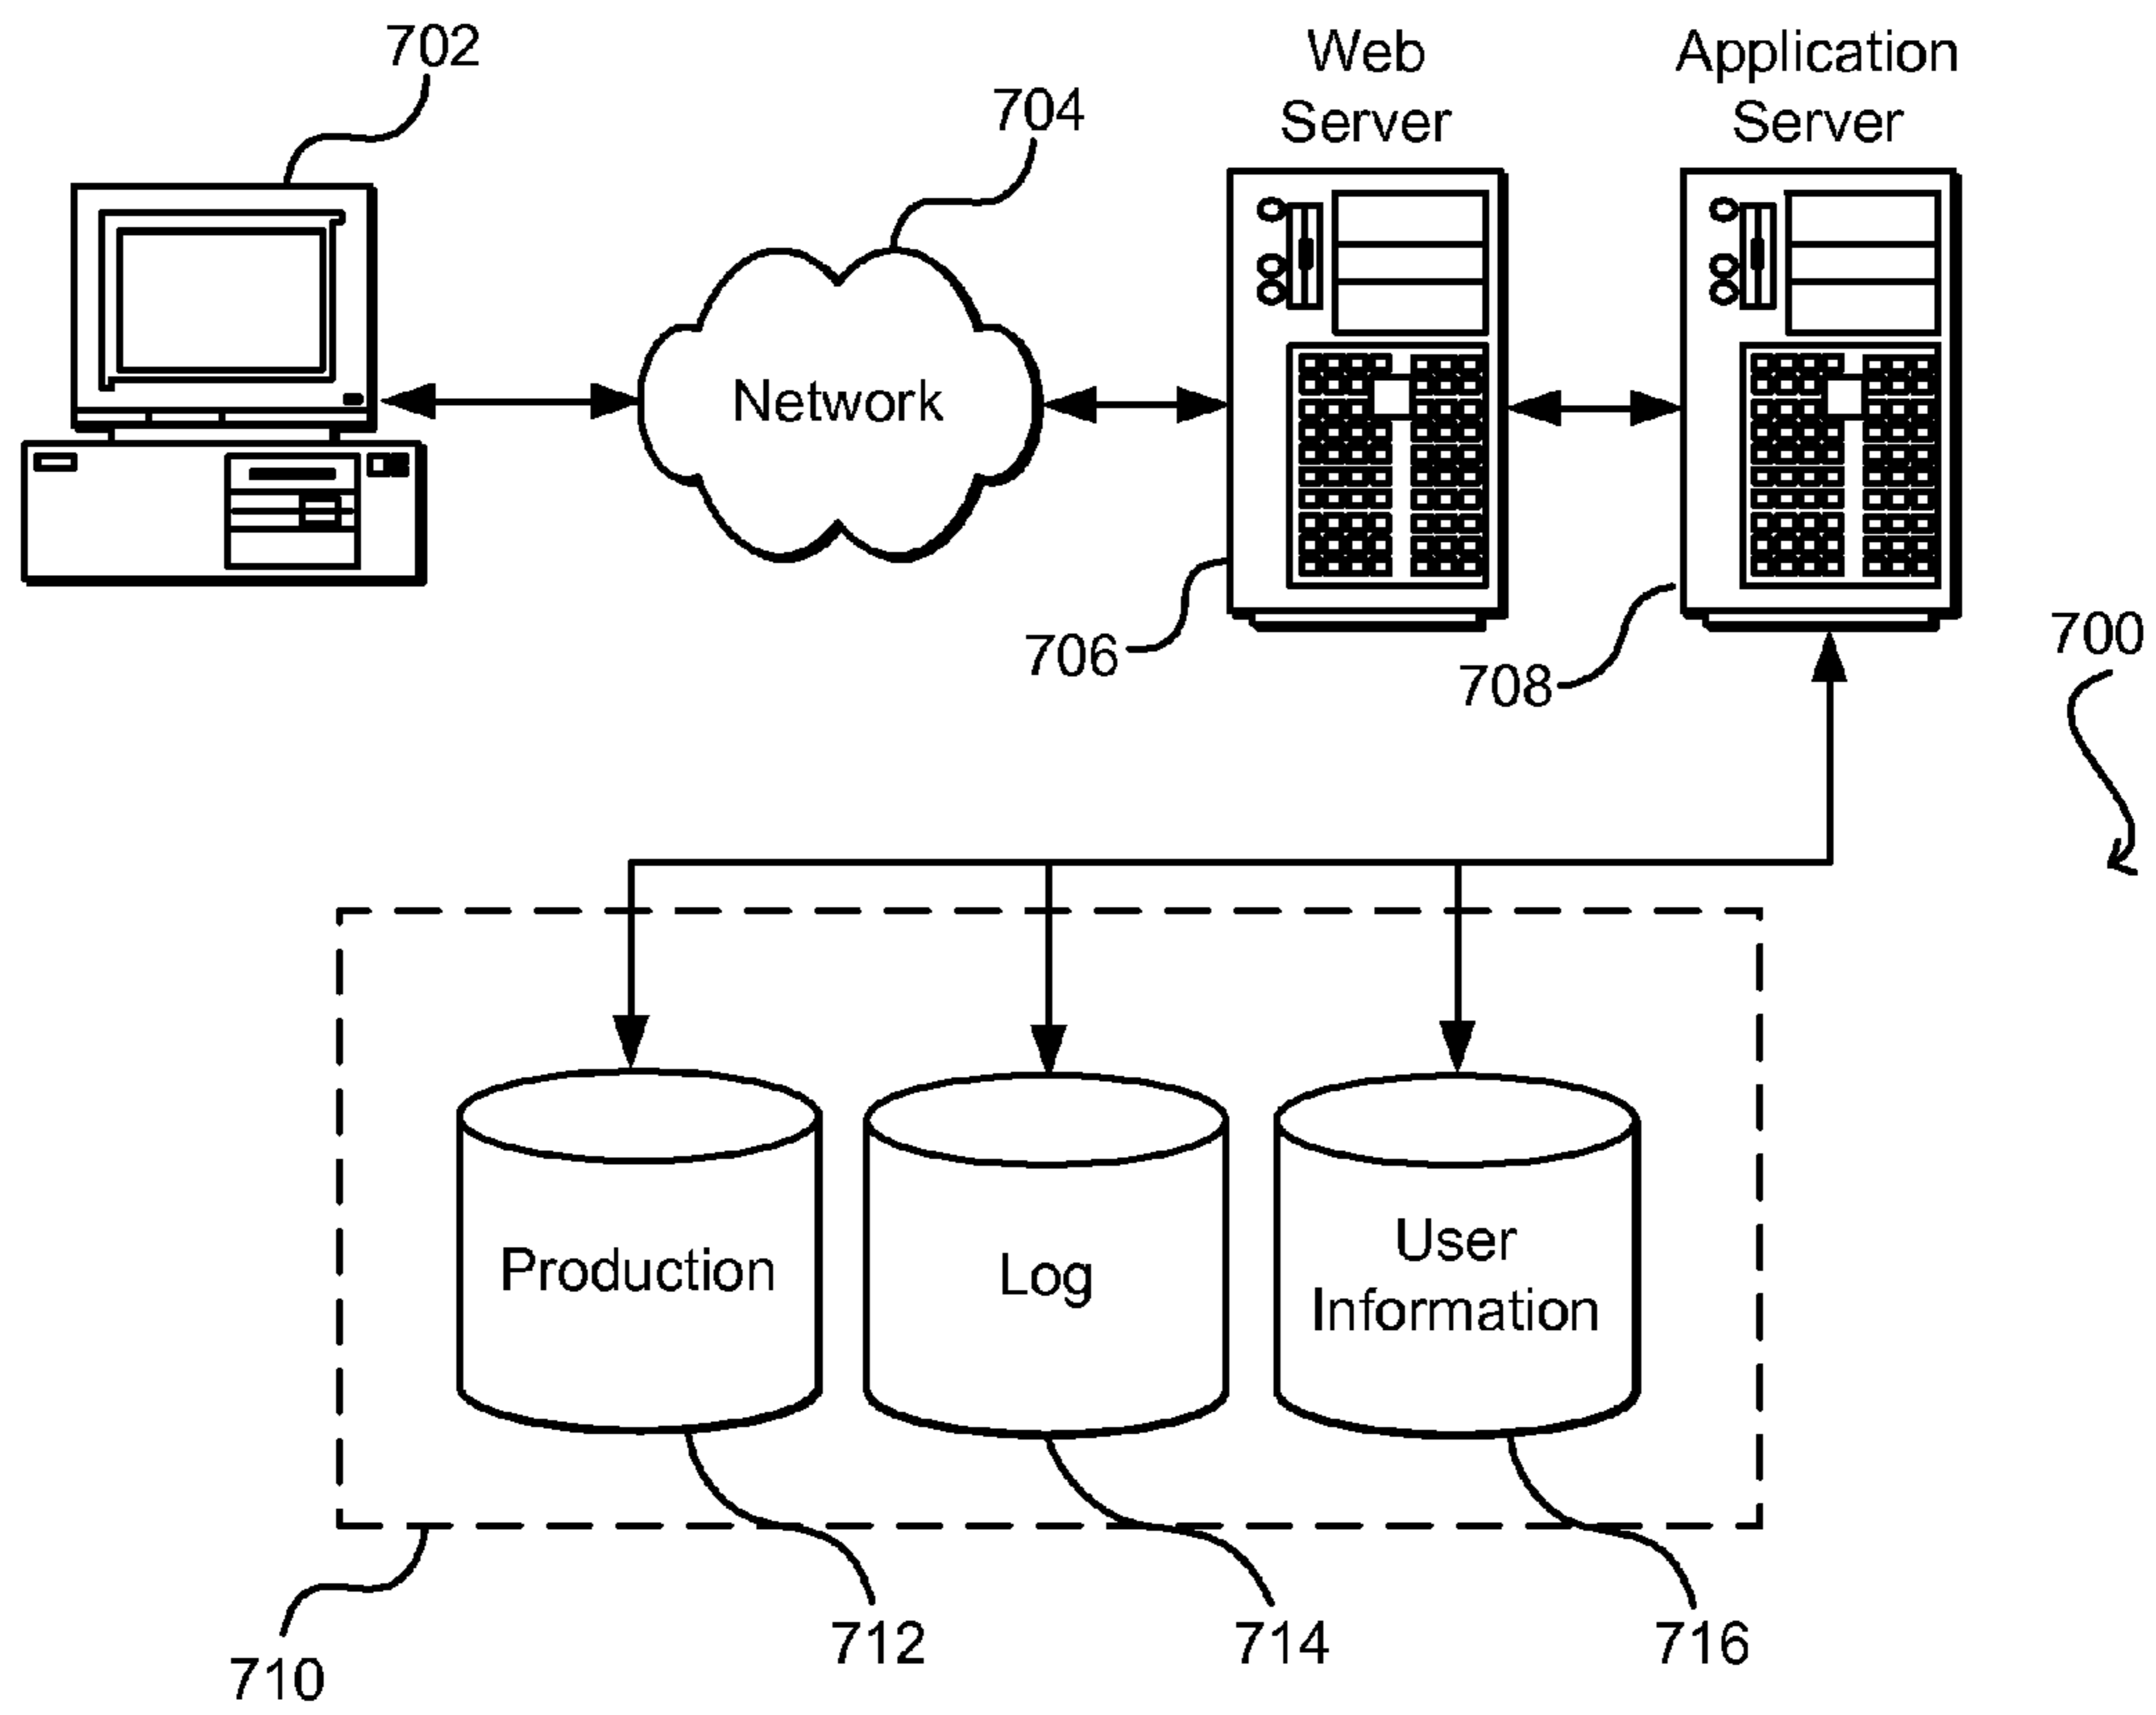 702
704
Web
Server
Application
Server
Network
706
708
700
Production
Log
User
Information
710
712
714
716